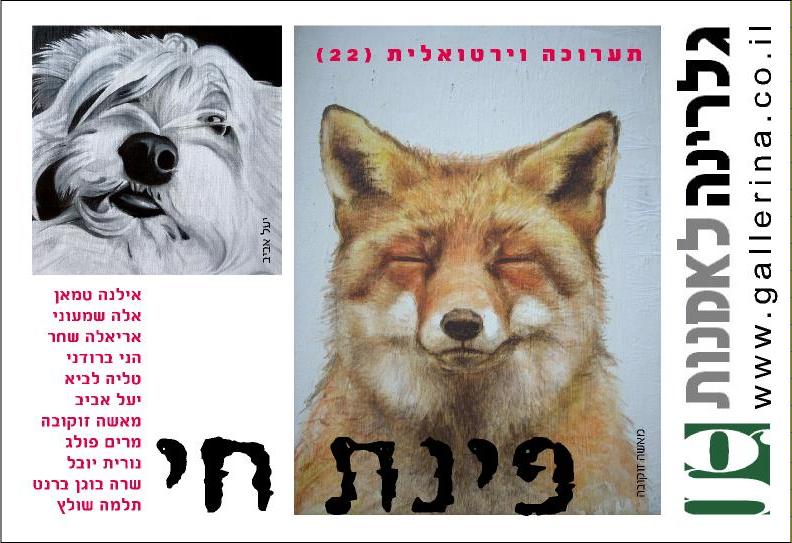 תערוכה וירטואלית (22)
גלרינה לאמנות
www.gallerina.co.il
יעל אביב
מאשה זוקובה
פינת חי
אילנה טמאן
אלה שמעוני
אריאלה שחר
הני ברודני
טליה לביא
יעל אביב
מאשה זוקובה
מרים פולג
נורית יובל
שרה בוגן ברנט
תלמה שולץ